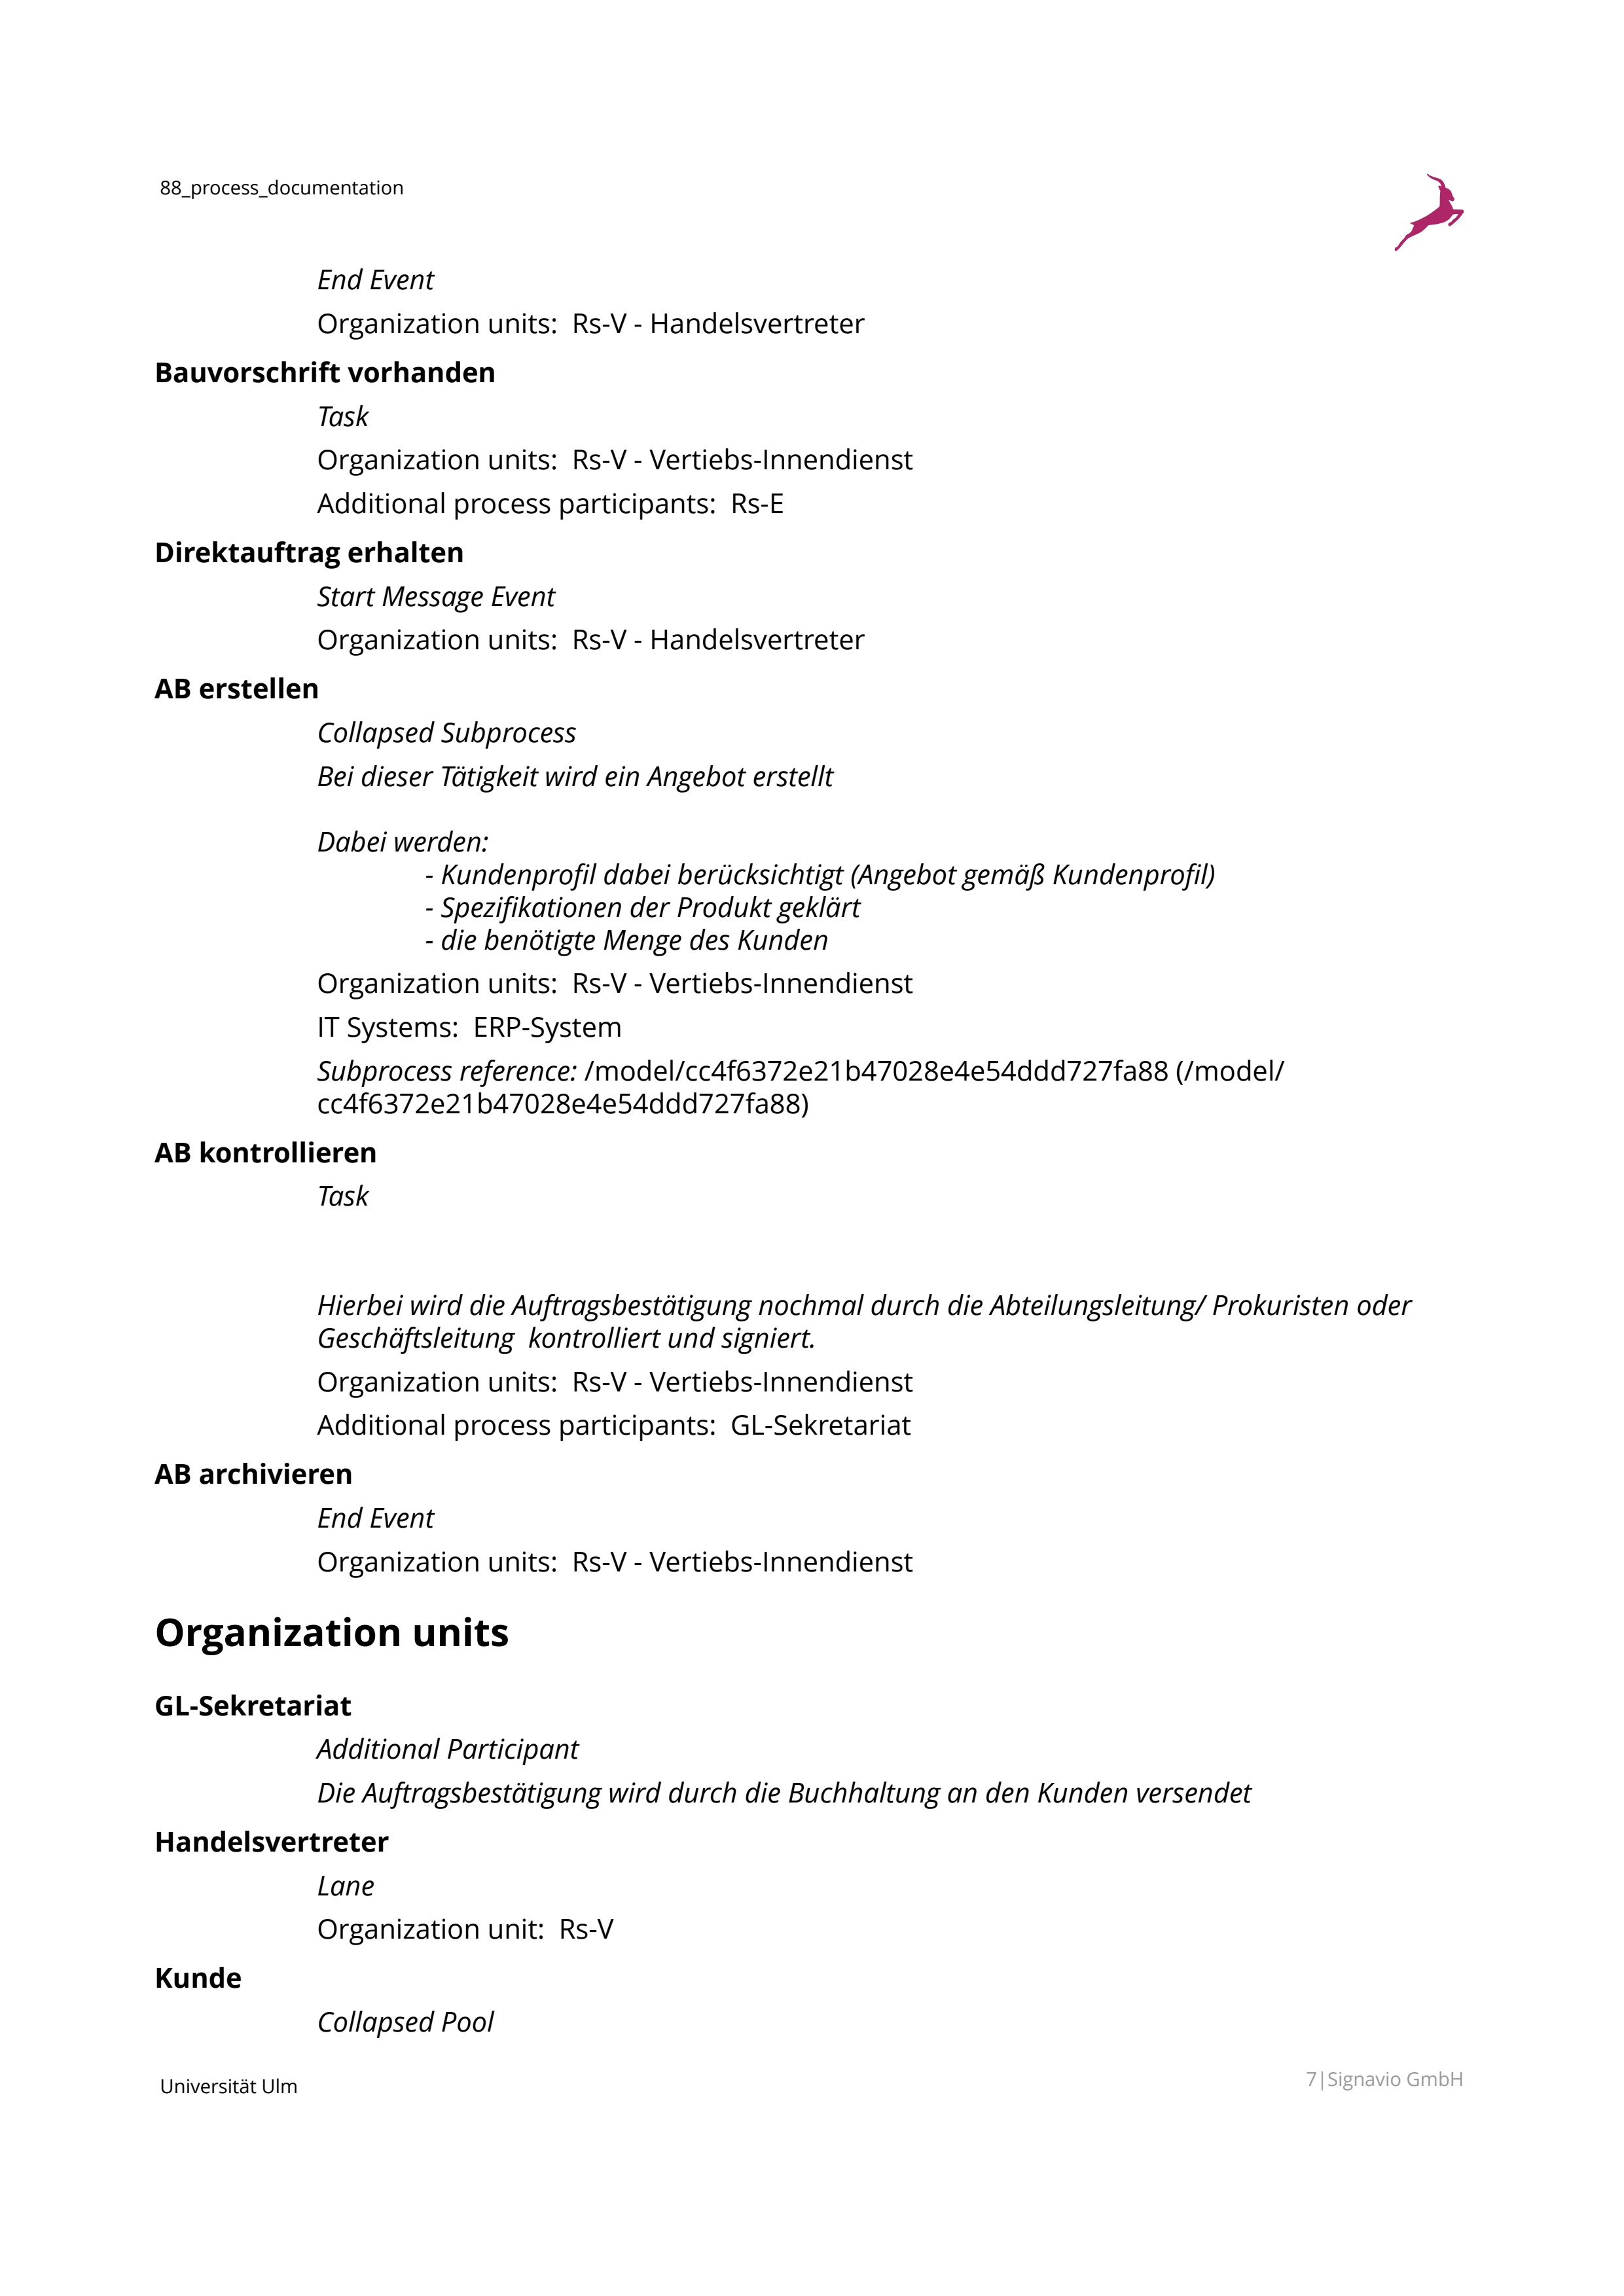 88_process_documentation
End Event
Organization units:  Rs-V - Handelsvertreter
Bauvorschrift vorhanden
Task
Organization units:  Rs-V - Vertiebs-Innendienst
Additional process participants:  Rs-E
Direktauftrag erhalten
Start Message Event
Organization units:  Rs-V - Handelsvertreter
AB erstellen
Collapsed Subprocess
Bei dieser Tätigkeit wird ein Angebot erstellt
Dabei werden:
- Kundenprofil dabei berücksichtigt (Angebot gemäß Kundenprofil)
- Spezifikationen der Produkt geklärt
- die benötigte Menge des Kunden
Organization units:  Rs-V - Vertiebs-Innendienst
IT Systems:  ERP-System
Subprocess reference: /model/cc4f6372e21b47028e4e54ddd727fa88 (/model/
cc4f6372e21b47028e4e54ddd727fa88)
AB kontrollieren
Task
Hierbei wird die Auftragsbestätigung nochmal durch die Abteilungsleitung/ Prokuristen oder
Geschäftsleitung  kontrolliert und signiert.
Organization units:  Rs-V - Vertiebs-Innendienst
Additional process participants:  GL-Sekretariat
AB archivieren
End Event
Organization units:  Rs-V - Vertiebs-Innendienst
Organization units
GL-Sekretariat
Additional Participant
Die Auftragsbestätigung wird durch die Buchhaltung an den Kunden versendet
Handelsvertreter
Lane
Organization unit:  Rs-V
Kunde
Collapsed Pool
Universität Ulm
7|Signavio GmbH